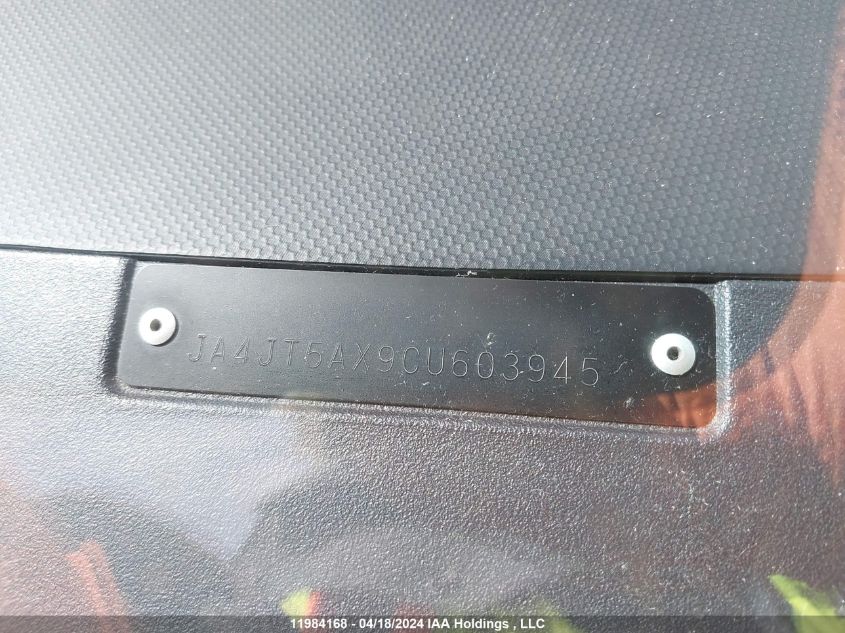 JA4JT5AX9CU603945
11984168 - 04/18/2024 IAA Holdings , LLC